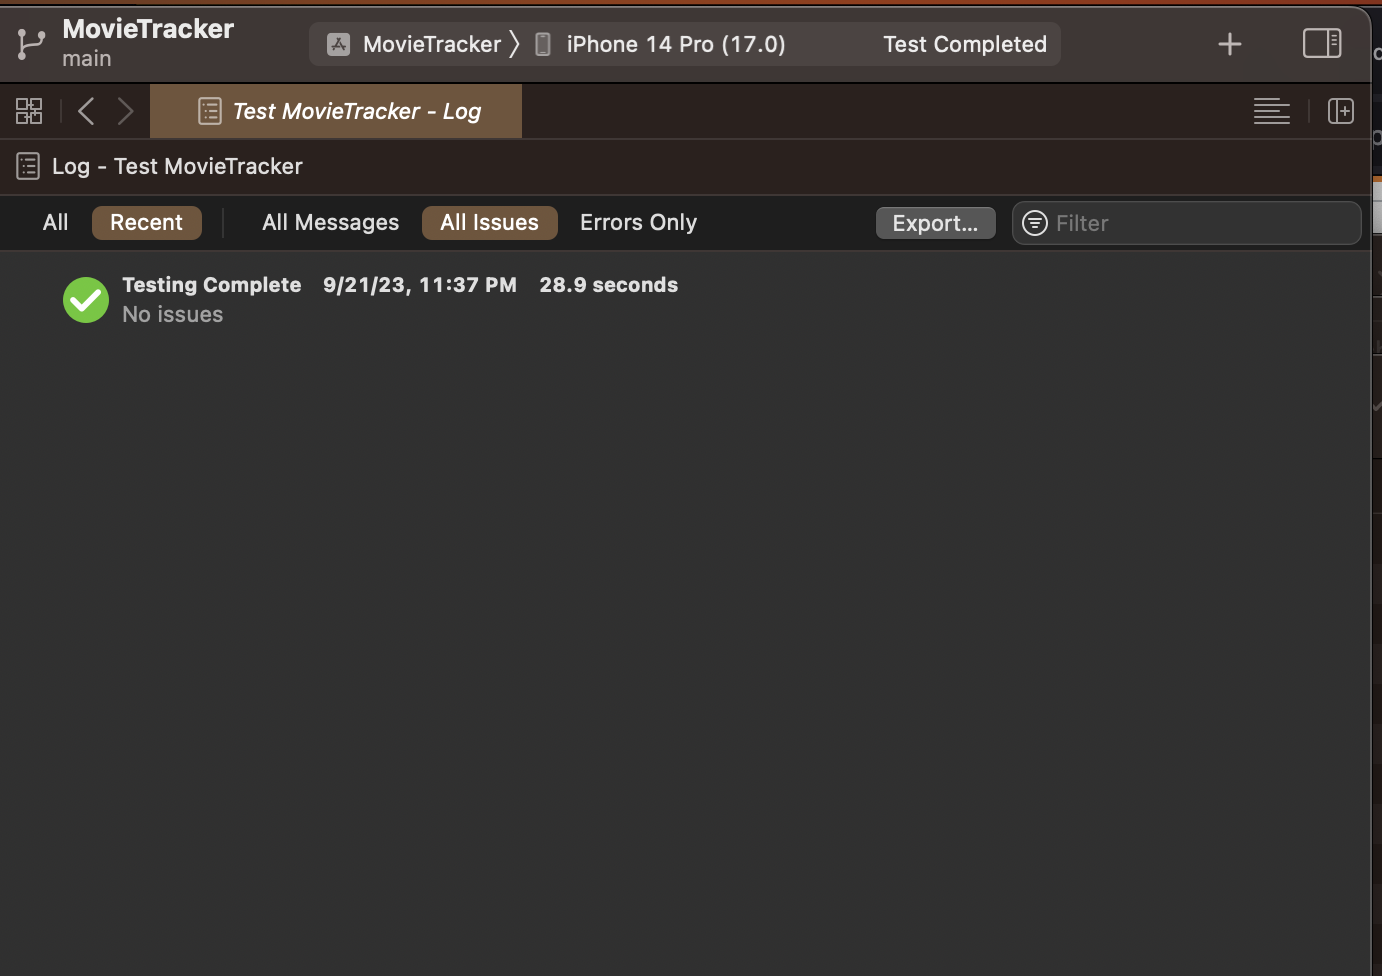 MovieTracker
main
MovieTracker iPhone 14 Pro (17.0) Test Completed
Test MovieTracker - Log
Log - Test MovieTracker
All Recent All Messages All Issues Errors Only Export... Filter
Testing Complete 9/21/23, 11:37 PM 28.9 seconds
No issues